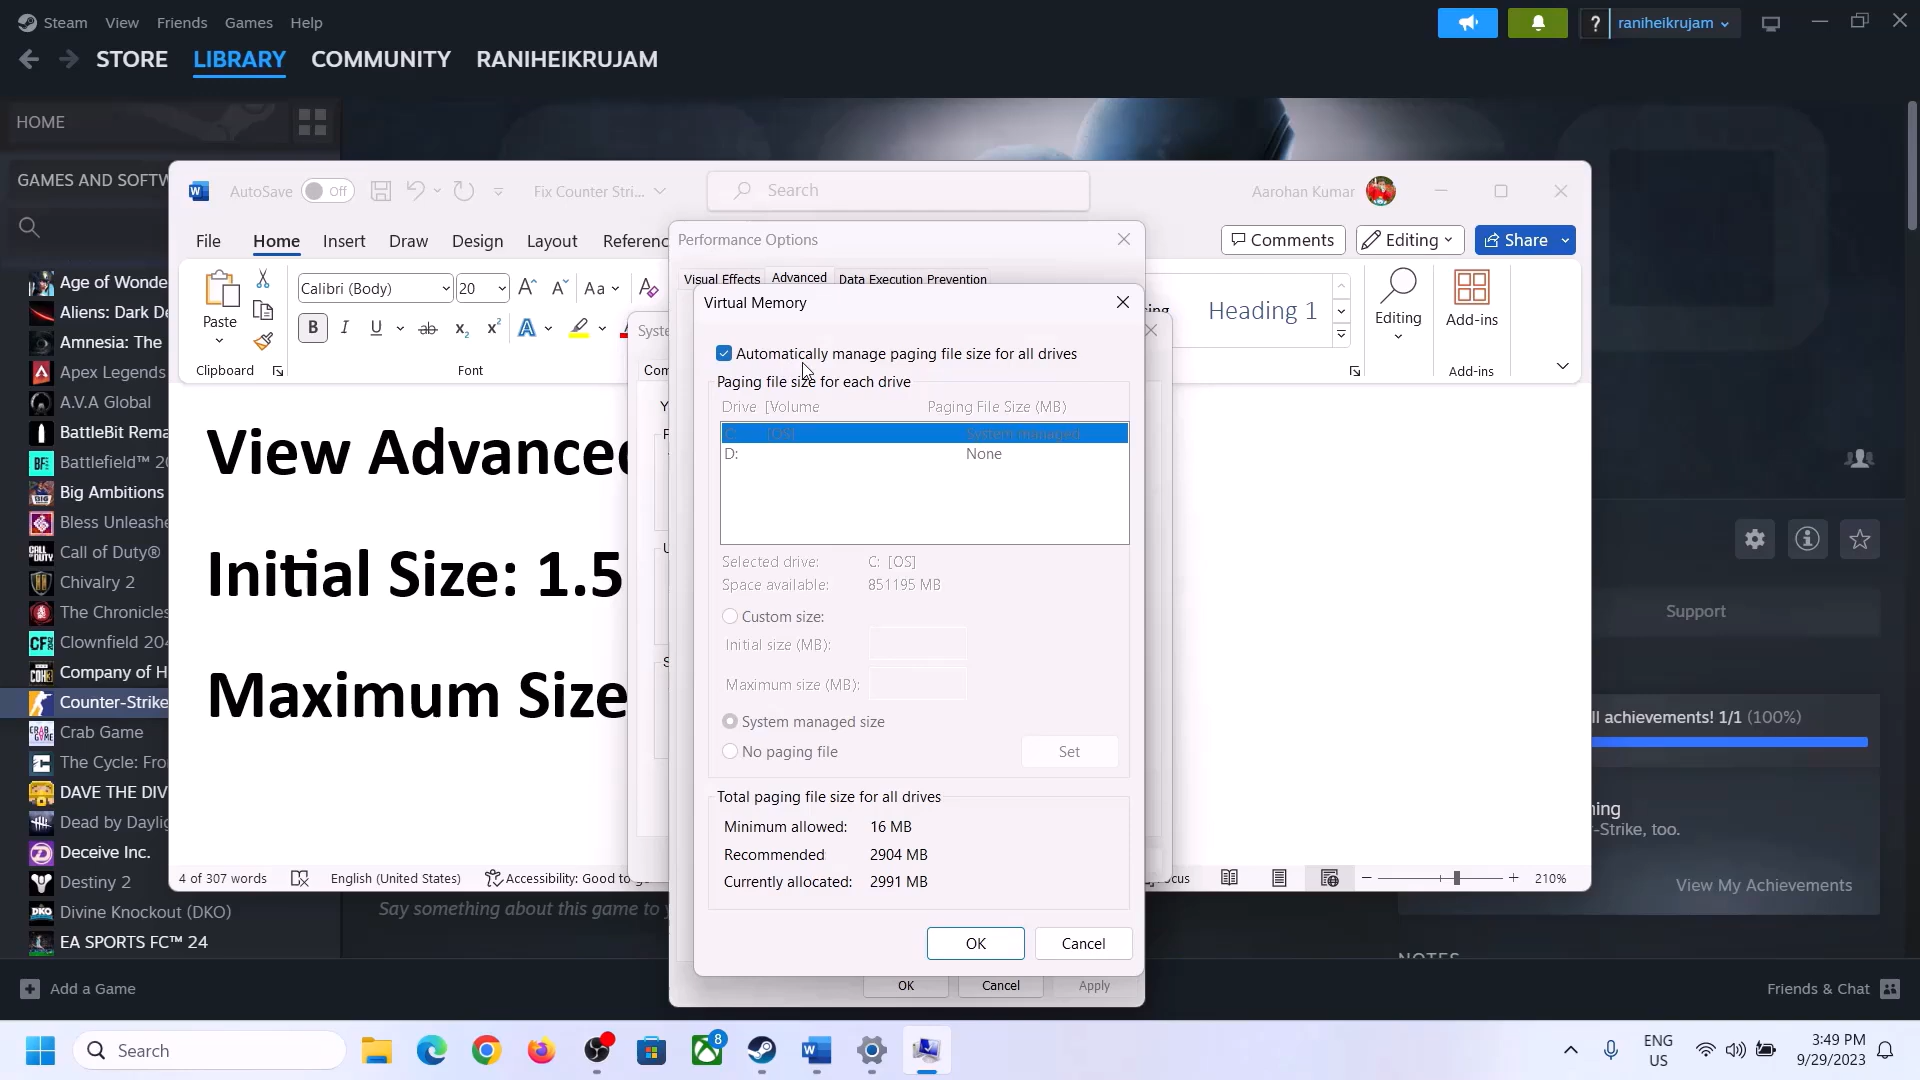 Steam View Friends Games Help
raniheikrujam
STORE LIBRARY COMMUNITY RANIHEIKRUJAM
HOME
GAMES AND SOFTW
Age of Wonde
Aliens: Dark De
Amnesia: The
Apex Legends
A.V.A Global
BattleBit Rema
Battlefield™ 20
Big Ambitions
Bless Unleashe
Call of Duty®
Chivalry 2
The Chronicles
Clownfield 204
Company of H
Counter-Strike
Crab Game
The Cycle: Fro
DAVE THE DIV
Dead by Daylig
Deceive Inc.
Destiny 2
Divine Knockout (DKO)
EA SPORTS FC™ 24
Add a Game
AutoSave Off
Fix Counter Stri...
Search
Aarohan Kumar
File Home Insert Draw Design Layout Referenc
Comments Editing Share
Paste
Clipboard
Calibri (Body) 20
Font
Heading 1
Editing
Add-ins
Add-ins
View Advanced
Initial Size: 1.5
Maximum Size
4 of 307 words English (United States) Accessibility: Good to g
210%
Performance Options
Visual Effects Advanced Data Execution Prevention
Syste
Com
Virtual Memory
Automatically manage paging file size for all drives
Paging file size for each drive
Drive [Volume Paging File Size (MB)
C: [OS] System managed
D: None
Selected drive: C: [OS]
Space available: 851195 MB
Custom size:
Initial size (MB):
Maximum size (MB):
System managed size
No paging file
Set
Total paging file size for all drives
Minimum allowed: 16 MB
Recommended 2904 MB
Currently allocated: 2991 MB
OK Cancel
OK Cancel Apply
Support
ll achievements! 1/1 (100%)
-Strike, too.
View My Achievements
Say something about this game to y
NOTES
Friends & Chat
Search
8
ENG
US
3:49 PM
9/29/2023